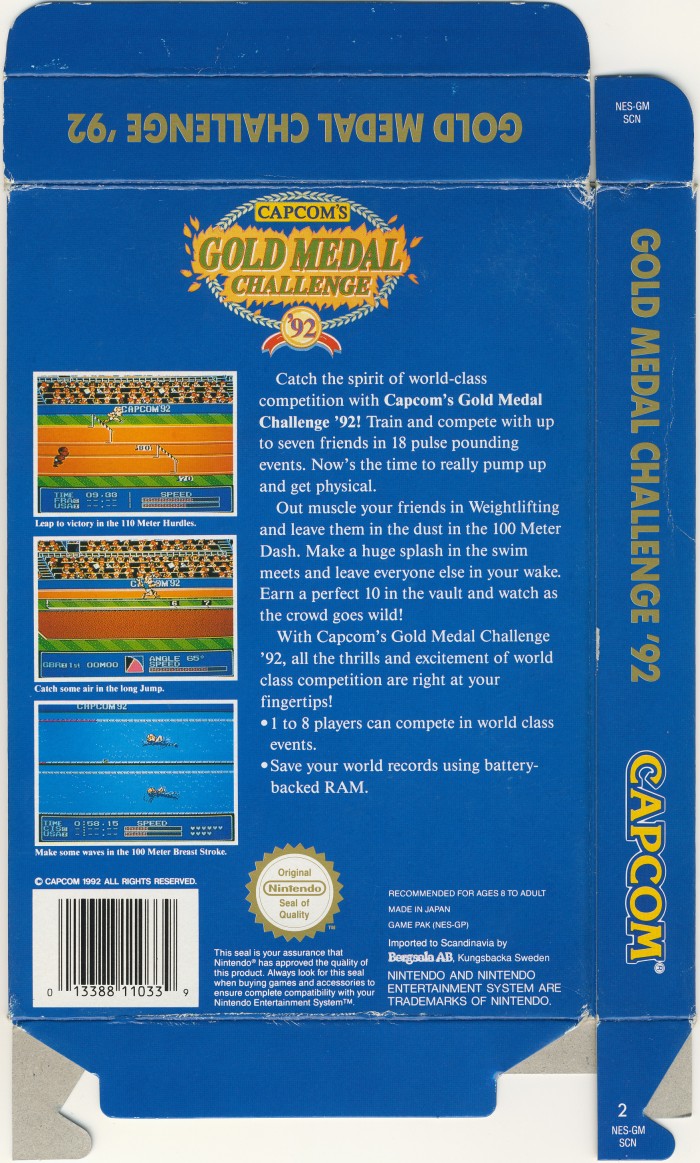 GOLD MEDAL CHALLENGE '92
NES-GM
SCN
CAPCOM'S
GOLD MEDAL
CHALLENGE
'92
CAPCOM'92
TIME 09.88 SPEED
FRA
USA
Leap to victory in the 110 Meter Hurdles.
6 7
GBR 1st 00M00 ANGLE 65°
SPEED
Catch some air in the long Jump.
CAPCOM'92
TIME 0:58.15 SPEED
CIS
USA
Make some waves in the 100 Meter Breast Stroke.
Catch the spirit of world-class
competition with Capcom's Gold Medal
Challenge '92! Train and compete with up
to seven friends in 18 pulse pounding
events. Now's the time to really pump up
and get physical.
Out muscle your friends in Weightlifting
and leave them in the dust in the 100 Meter
Dash. Make a huge splash in the swim
meets and leave everyone else in your wake.
Earn a perfect 10 in the vault and watch as
the crowd goes wild!
With Capcom's Gold Medal Challenge
'92, all the thrills and excitement of world
class competition are right at your
fingertips!
•1 to 8 players can compete in world class
events.
•Save your world records using battery-
backed RAM.
© CAPCOM 1992 ALL RIGHTS RESERVED.
0 13388 11033 9
Original
Nintendo
Seal of
Quality
TM
This seal is your assurance that
Nintendo® has approved the quality of
this product. Always look for this seal
when buying games and accessories to
ensure complete compatibility with your
Nintendo Entertainment System™.
RECOMMENDED FOR AGES 8 TO ADULT
MADE IN JAPAN
GAME PAK (NES-GP)
Imported to Scandinavia by
Bergsala AB, Kungsbacka Sweden
NINTENDO AND NINTENDO
ENTERTAINMENT SYSTEM ARE
TRADEMARKS OF NINTENDO.
GOLD MEDAL CHALLENGE '92
CAPCOM®
2
NES-GM
SCN